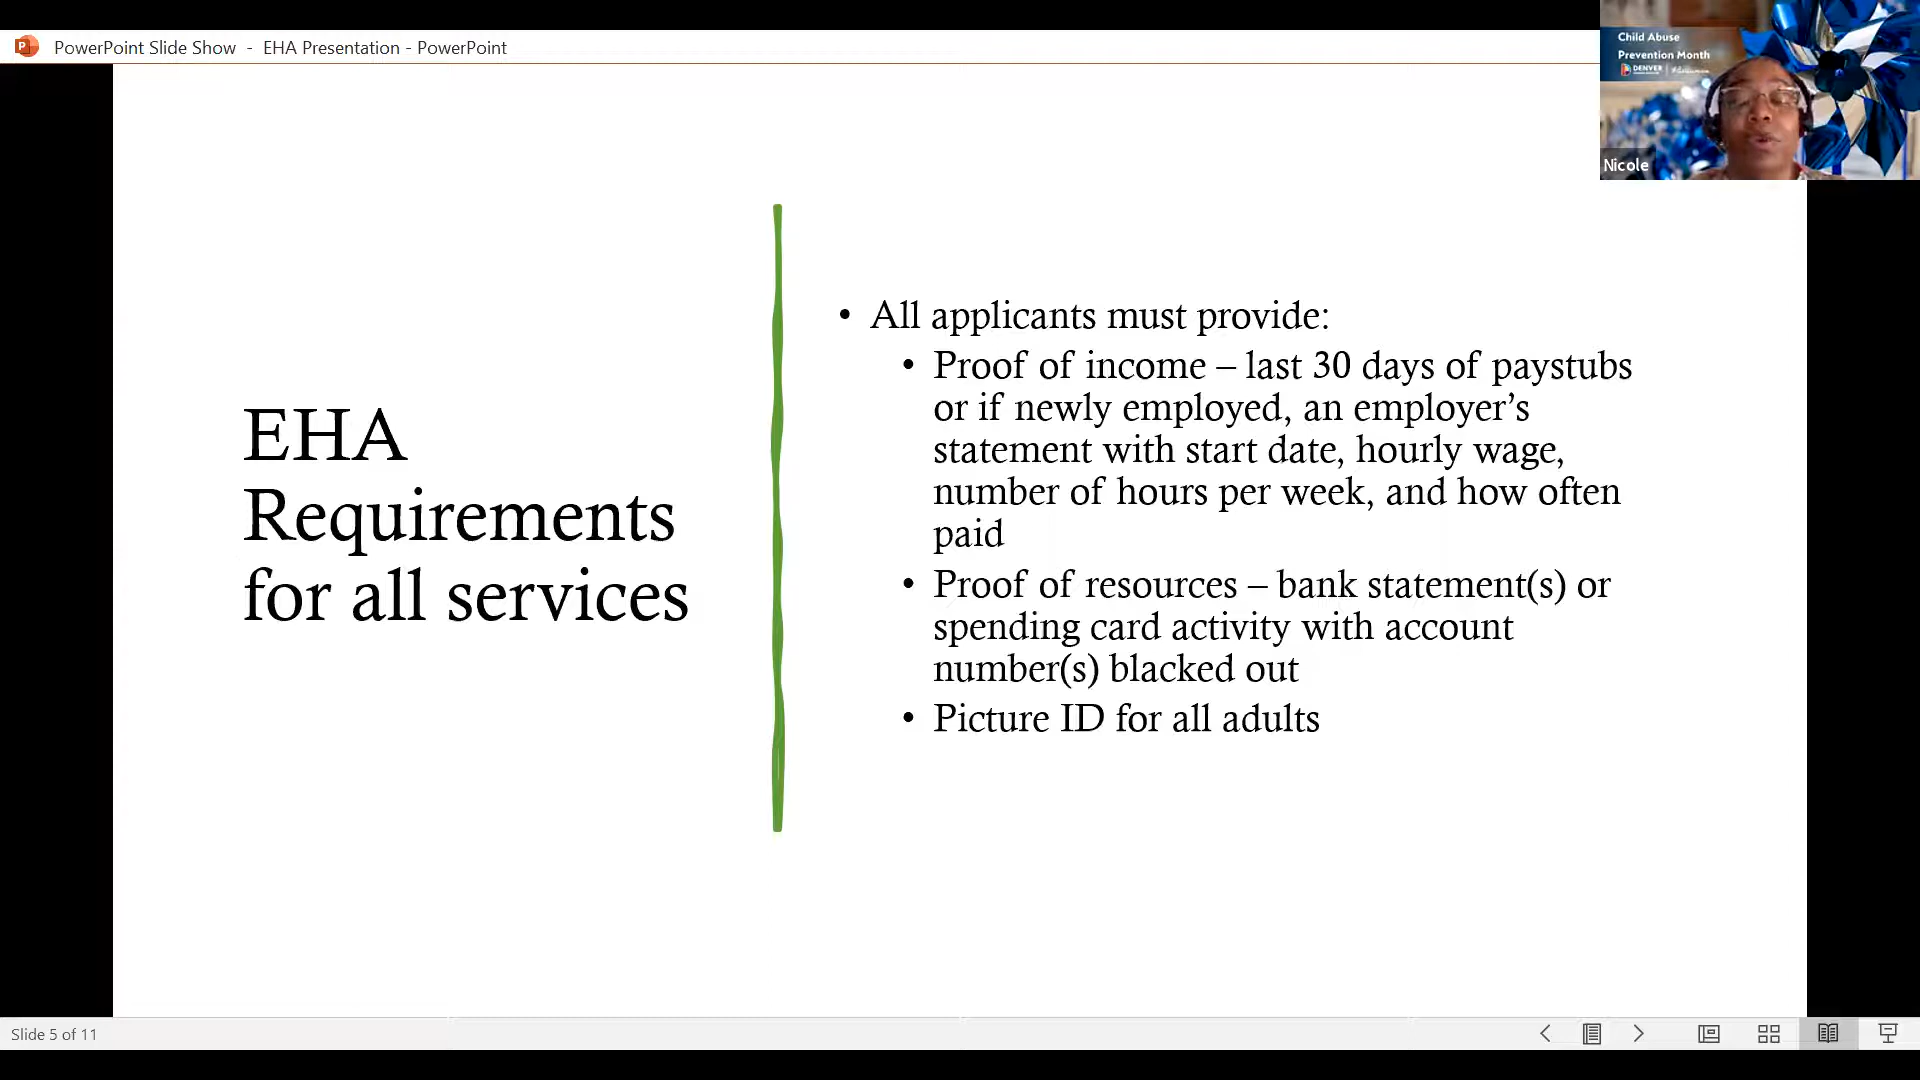 PowerPoint Slide Show - EHA Presentation - PowerPoint
Child Abuse
Prevention Month
DENVER
Nicole
EHA
Requirements
for all services
• All applicants must provide:
• Proof of income – last 30 days of paystubs
or if newly employed, an employer’s
statement with start date, hourly wage,
number of hours per week, and how often
paid
• Proof of resources – bank statement(s) or
spending card activity with account
number(s) blacked out
• Picture ID for all adults
Slide 5 of 11